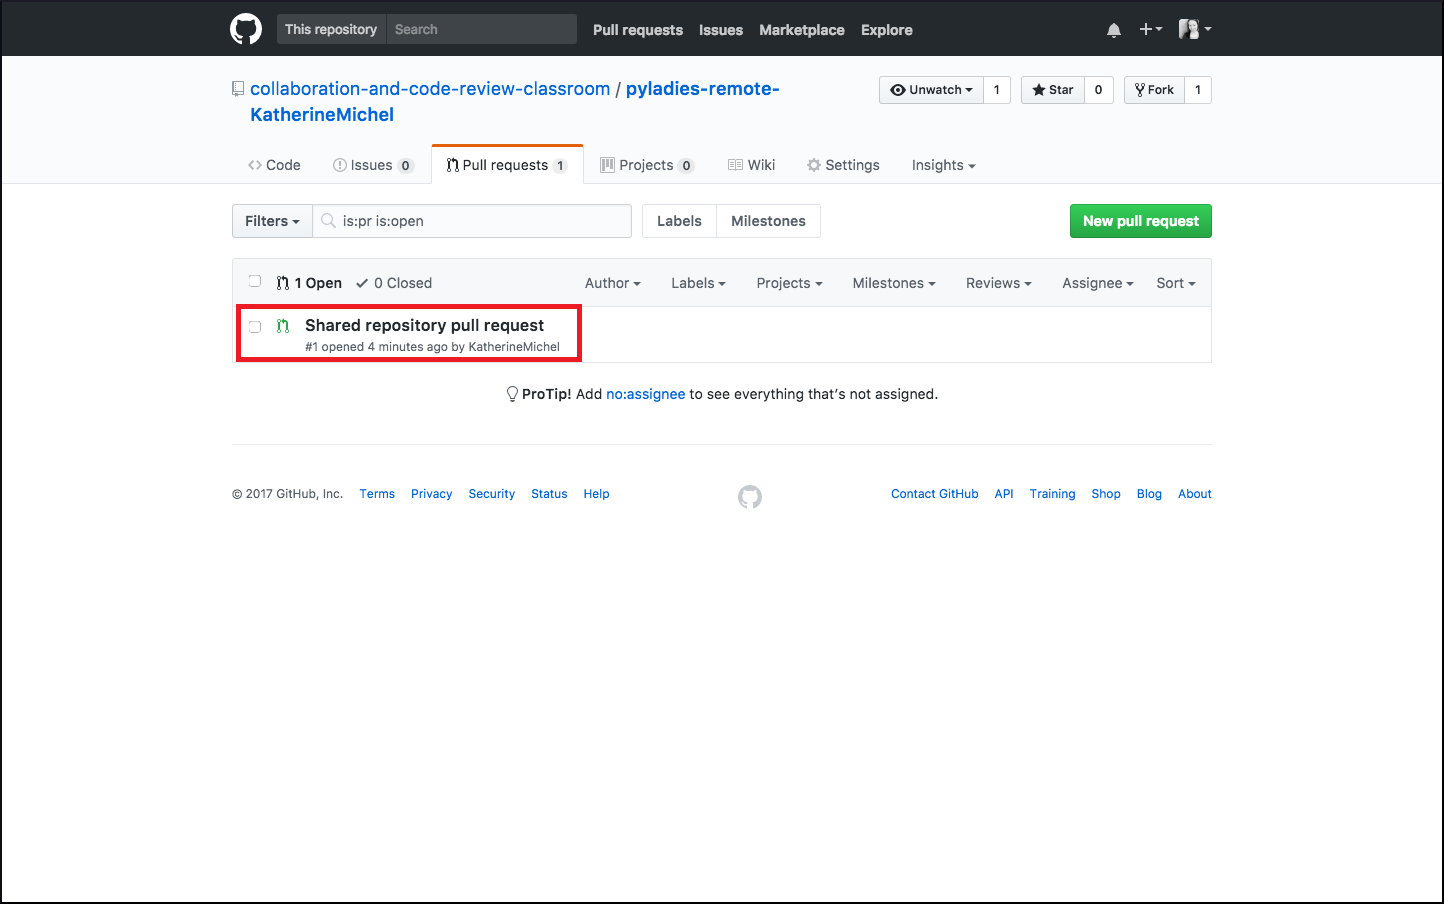 This repository Search Pull requests Issues Marketplace Explore
collaboration-and-code-review-classroom / pyladies-remote-
KatherineMichel
Unwatch 1 Star 0 Fork 1
Code Issues 0 Pull requests 1 Projects 0 Wiki Settings Insights
Filters is:pr is:open Labels Milestones New pull request
1 Open 0 Closed Author Labels Projects Milestones Reviews Assignee Sort
Shared repository pull request
#1 opened 4 minutes ago by KatherineMichel
ProTip! Add no:assignee to see everything that’s not assigned.
© 2017 GitHub, Inc. Terms Privacy Security Status Help Contact GitHub API Training Shop Blog About